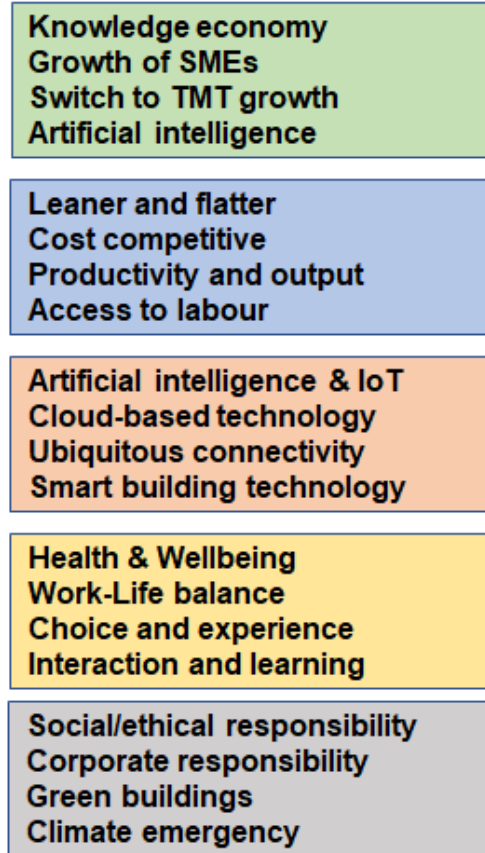 Knowledge economy
Growth of SMEs
Switch to TMT growth
Artificial intelligence
Leaner and flatter
Cost competitive
Productivity and output
Access to labour
Artificial intelligence & IoT
Cloud-based technology
Ubiquitous connectivity
Smart building technology
Health & Wellbeing
Work-Life balance
Choice and experience
Interaction and learning
Social/ethical responsibility
Corporate responsibility
Green buildings
Climate emergency